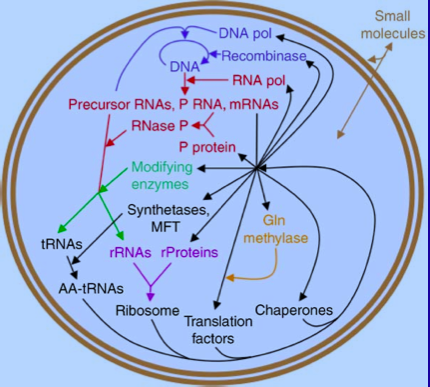 Small
molecules
DNA pol
Recombinase
DNA
RNA pol
Precursor RNAs, P RNA, mRNAs
RNase P
P protein
Modifying
enzymes
Synthetases,
MFT
Gln
methylase
tRNAs
rRNAs
rProteins
AA-tRNAs
Ribosome
Translation
factors
Chaperones